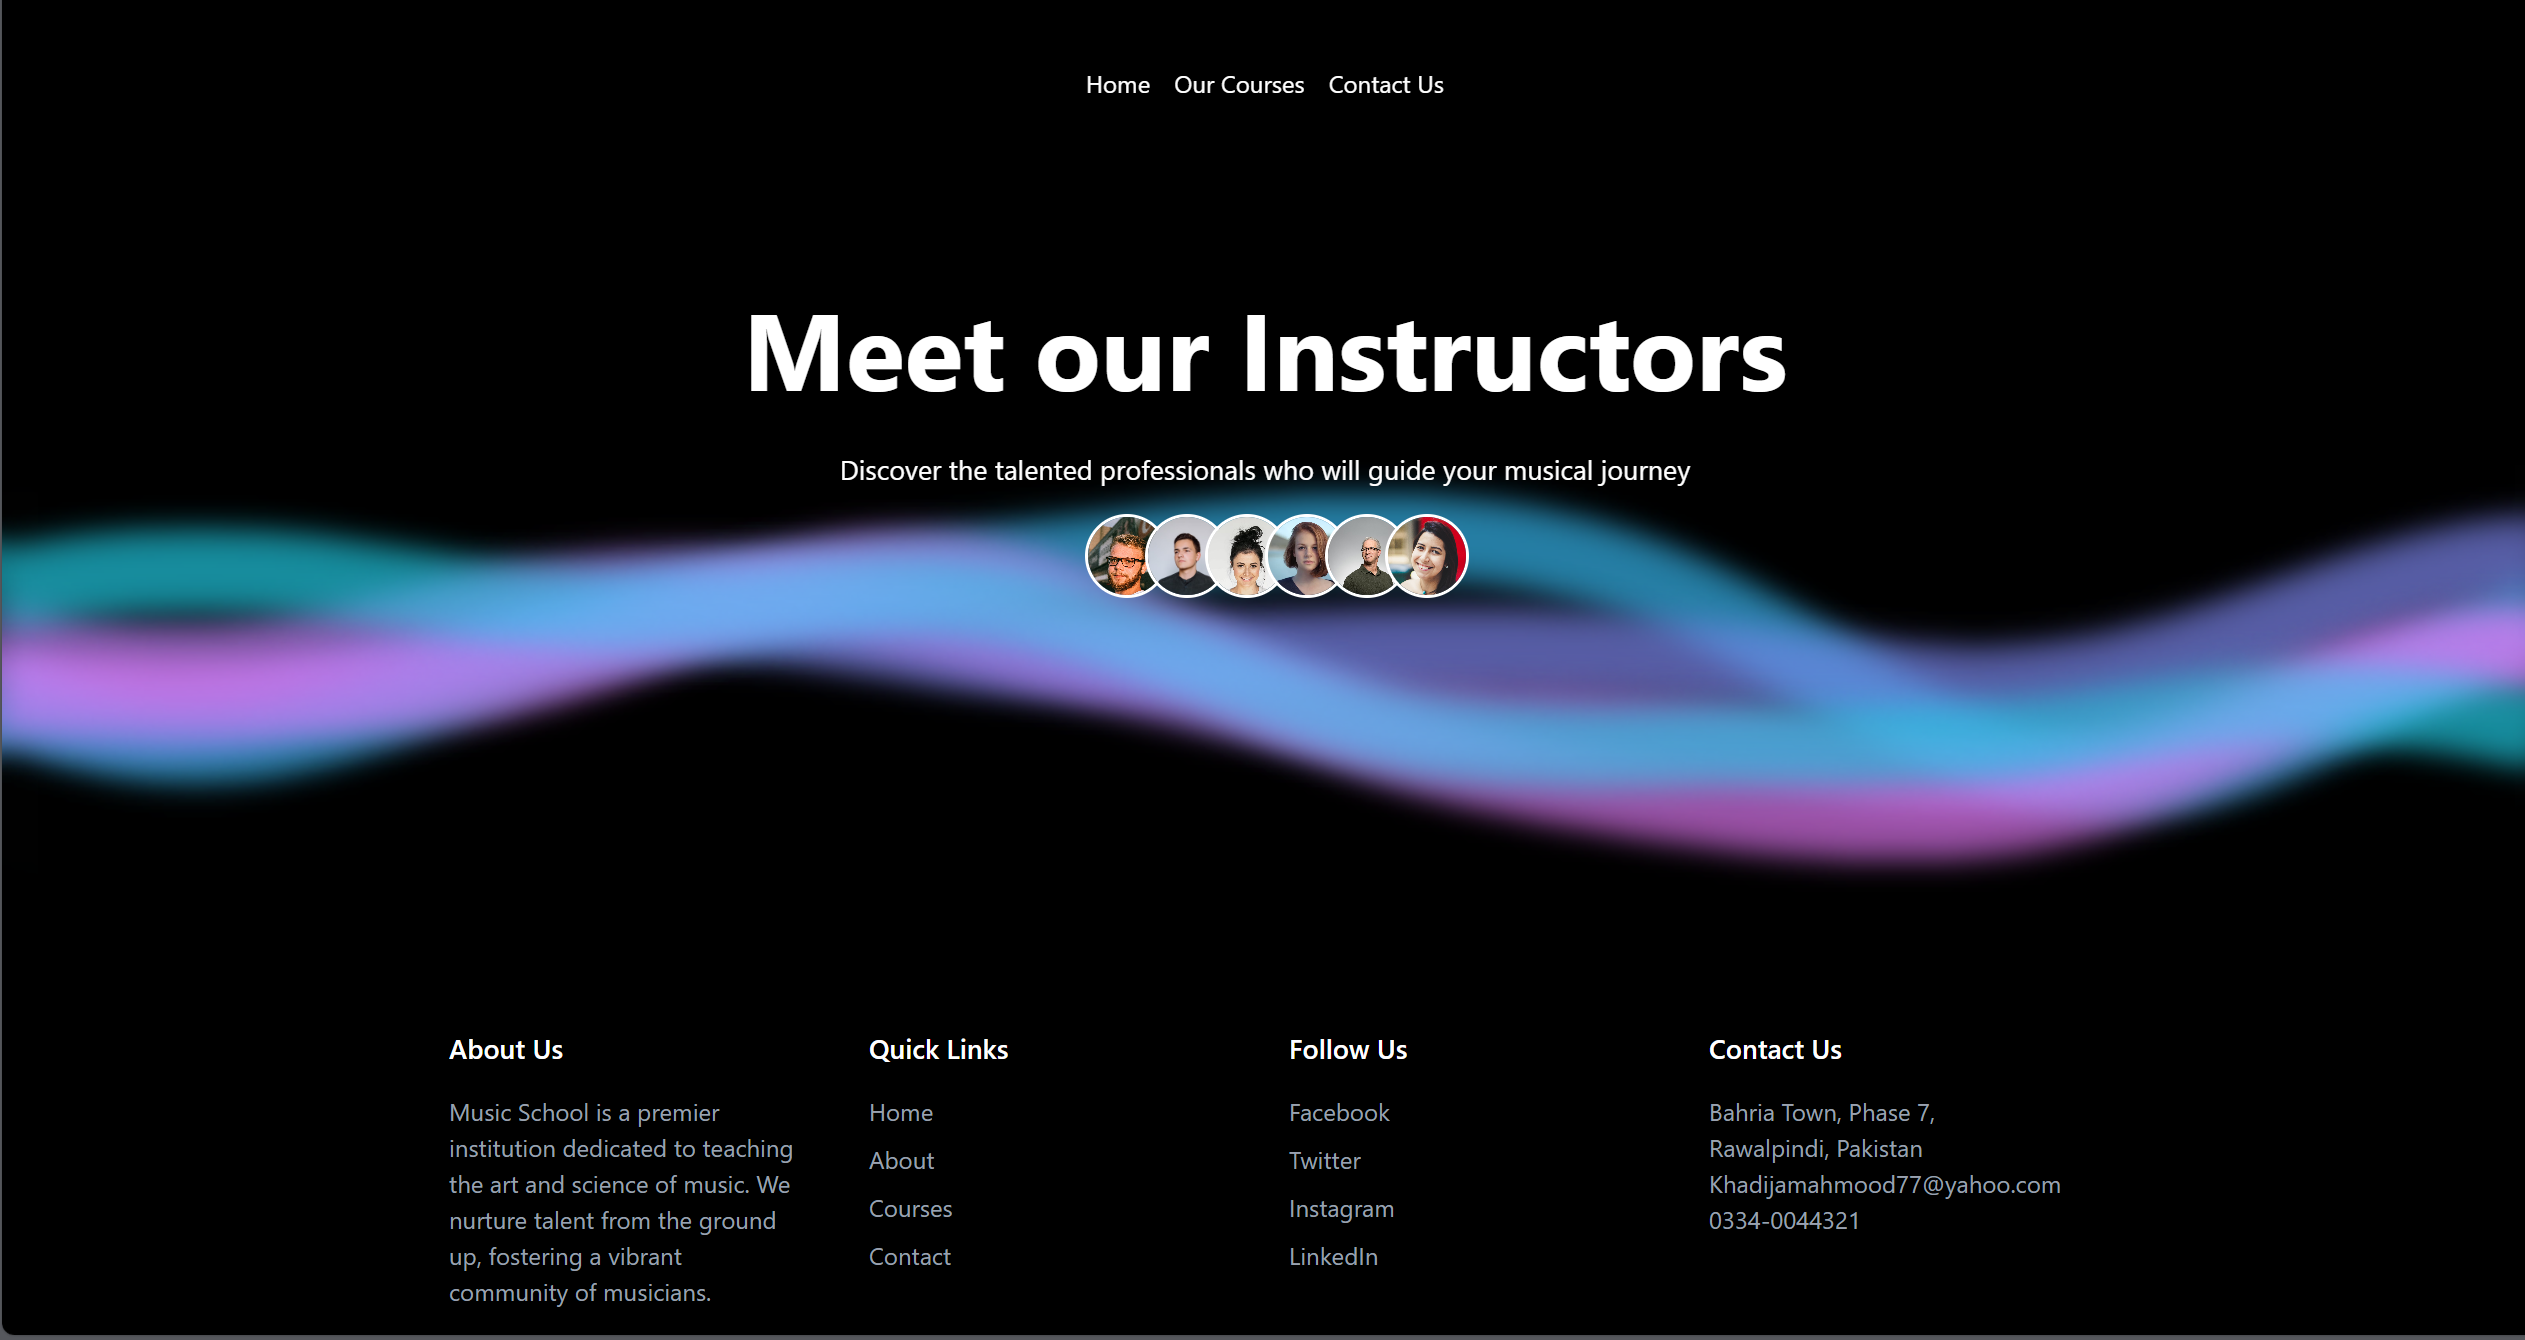 Home Our Courses Contact Us
Meet our Instructors
Discover the talented professionals who will guide your musical journey
About Us
Music School is a premier
institution dedicated to teaching
the art and science of music. We
nurture talent from the ground
up, fostering a vibrant
community of musicians.
Quick Links
Home
About
Courses
Contact
Follow Us
Facebook
Twitter
Instagram
LinkedIn
Contact Us
Bahria Town, Phase 7,
Rawalpindi, Pakistan
Khadijamahmood77@yahoo.com
0334-0044321